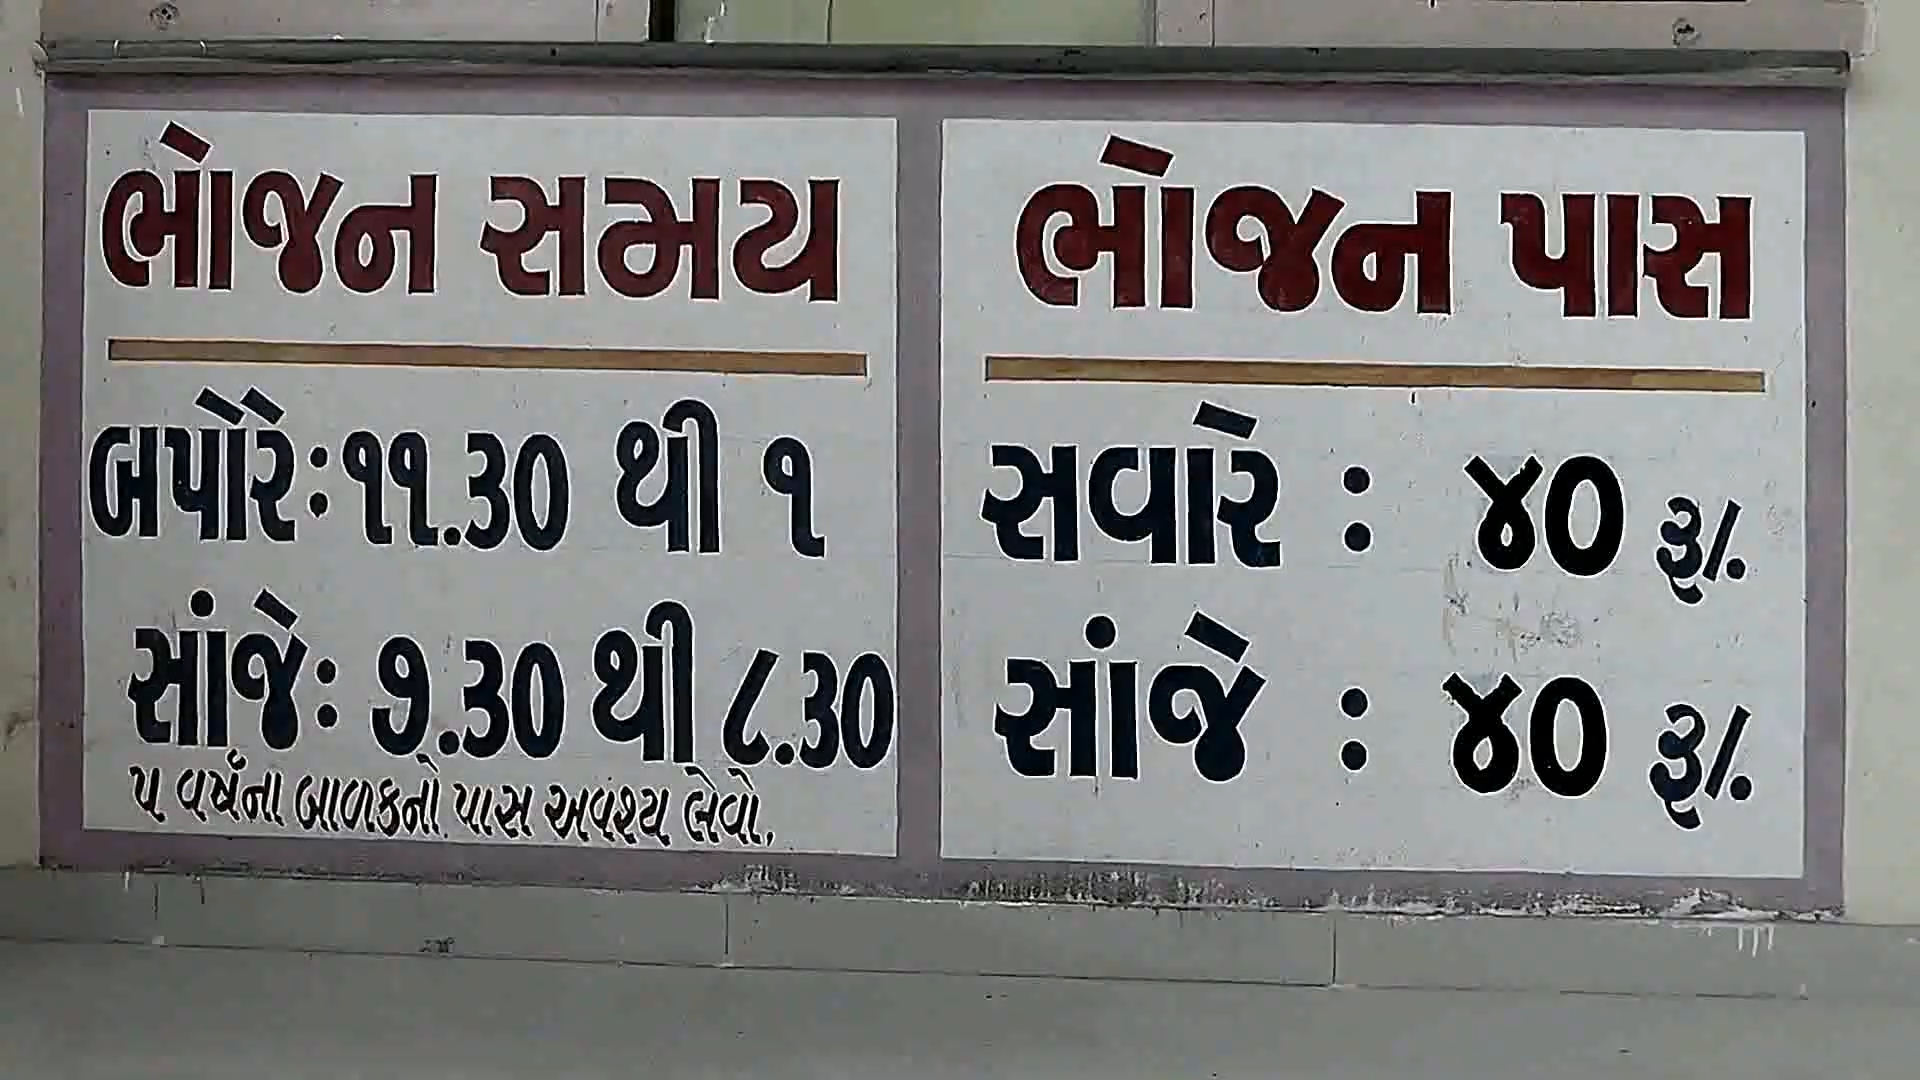 ભોજન સમય
બપોરે: ૧૧.૩૦ થી ૧
સાંજે: ૭.૩૦ થી ૮.૩૦
૫ વર્ષના બાળકનો પાસ અવશ્ય લેવો.
ભોજન પાસ
સવારે : ૪૦ રૂ/.
સાંજે : ૪૦ રૂ/.